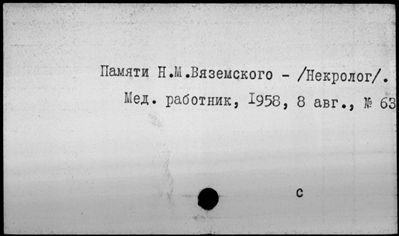 Памяти Н.М.Вяземского - /Некролог/.
Мед. работник, 1958, 8 авг., № 63
с